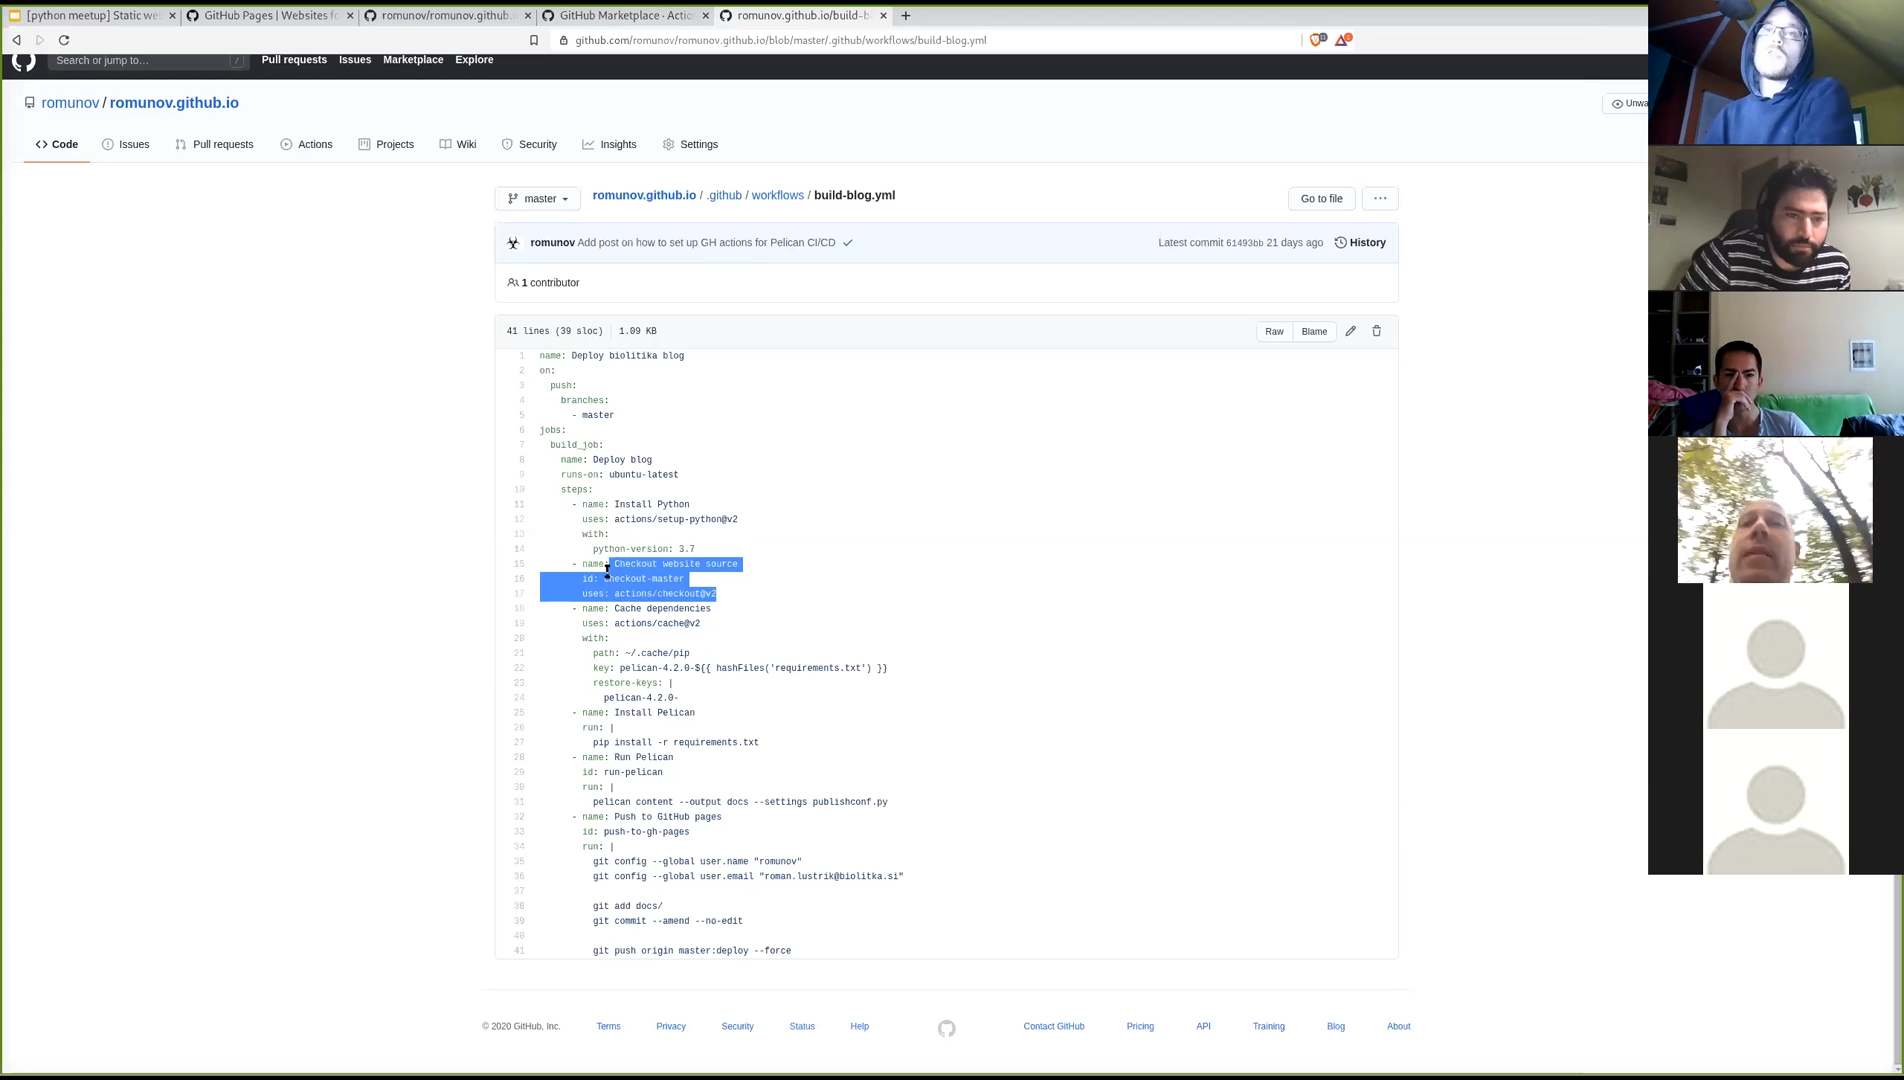 [python meetup] Static we
GitHub Pages | Websites fo
romunov/romunov.github.
GitHub Marketplace · Actio
romunov.github.io/build-b
github.com/romunov/romunov.github.io/blob/master/.github/workflows/build-blog.yml
Search or jump to…
/
Pull requests
Issues
Marketplace
Explore
romunov / romunov.github.io
Unwa
Code
Issues
Pull requests
Actions
Projects
Wiki
Security
Insights
Settings
master
romunov.github.io / .github / workflows / build-blog.yml
Go to file
romunov Add post on how to set up GH actions for Pelican CI/CD
Latest commit 61493bb 21 days ago
History
1 contributor
41 lines (39 sloc)
1.09 KB
Raw
Blame
1 name: Deploy biolitika blog
2 on:
3 push:
4 branches:
5 - master
6 jobs:
7 build_job:
8 name: Deploy blog
9 runs-on: ubuntu-latest
10 steps:
11 - name: Install Python
12 uses: actions/setup-python@v2
13 with:
14 python-version: 3.7
15 - name: Checkout website source
16 id: checkout-master
17 uses: actions/checkout@v2
18 - name: Cache dependencies
19 uses: actions/cache@v2
20 with:
21 path: ~/.cache/pip
22 key: pelican-4.2.0-${{ hashFiles('requirements.txt') }}
23 restore-keys: |
24 pelican-4.2.0-
25 - name: Install Pelican
26 run: |
27 pip install -r requirements.txt
28 - name: Run Pelican
29 id: run-pelican
30 run: |
31 pelican content --output docs --settings publishconf.py
32 - name: Push to GitHub pages
33 id: push-to-gh-pages
34 run: |
35 git config --global user.name "romunov"
36 git config --global user.email "roman.lustrik@biolitka.si"
37
38 git add docs/
39 git commit --amend --no-edit
40
41 git push origin master:deploy --force
© 2020 GitHub, Inc.
Terms
Privacy
Security
Status
Help
Contact GitHub
Pricing
API
Training
Blog
About